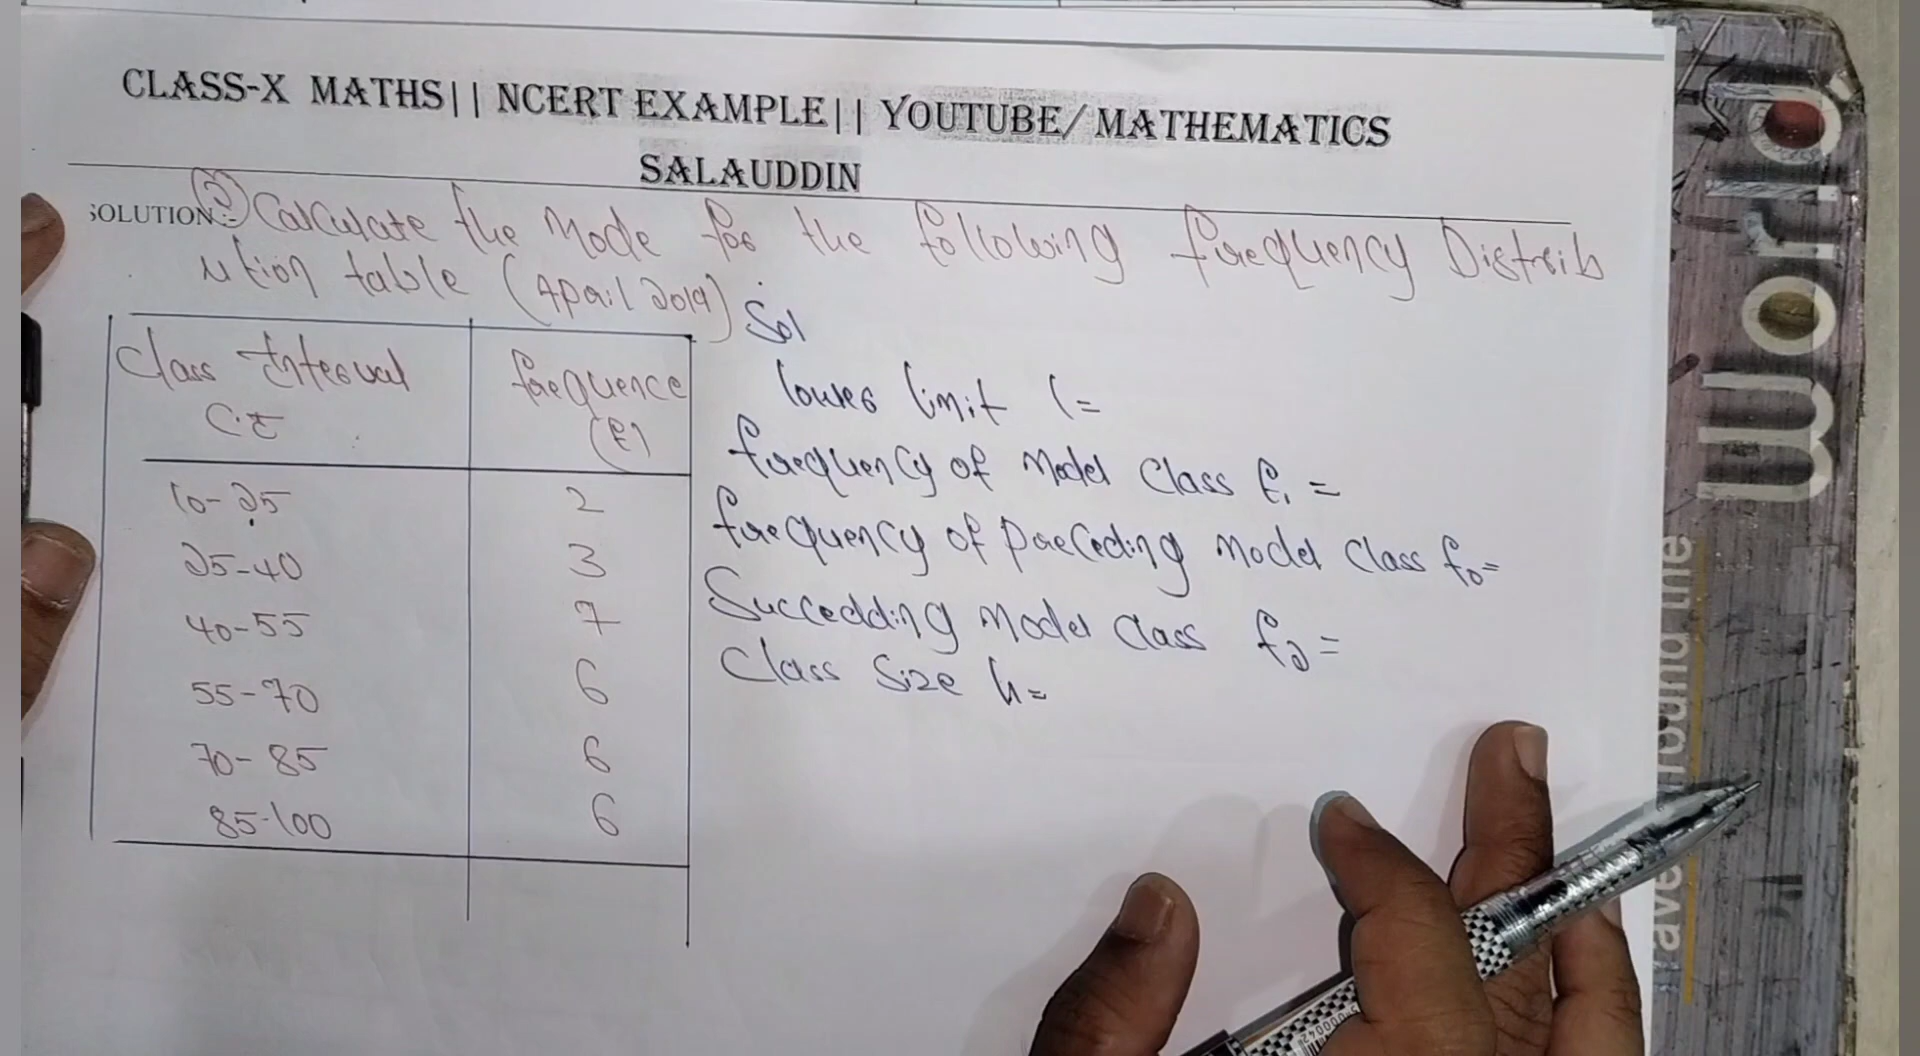 CLASS-X MATHS|| NCERT EXAMPLE|| YOUTUBE/ MATHEMATICS
SALAUDDIN
SOLUTION:-
② Calculate the Mode for the following frequency Distrib
ution table (April 2019)
Sol
Class Interval
C.I
frequence
(f)
10-25 2
25-40 3
40-55 7
55-70 6
70-85 6
85-100 6
lower limit l=
frequency of Model Class f₁ =
frequency of preceding Model Class f₀=
Succedding Model Class f₂ =
Class Size h=
World